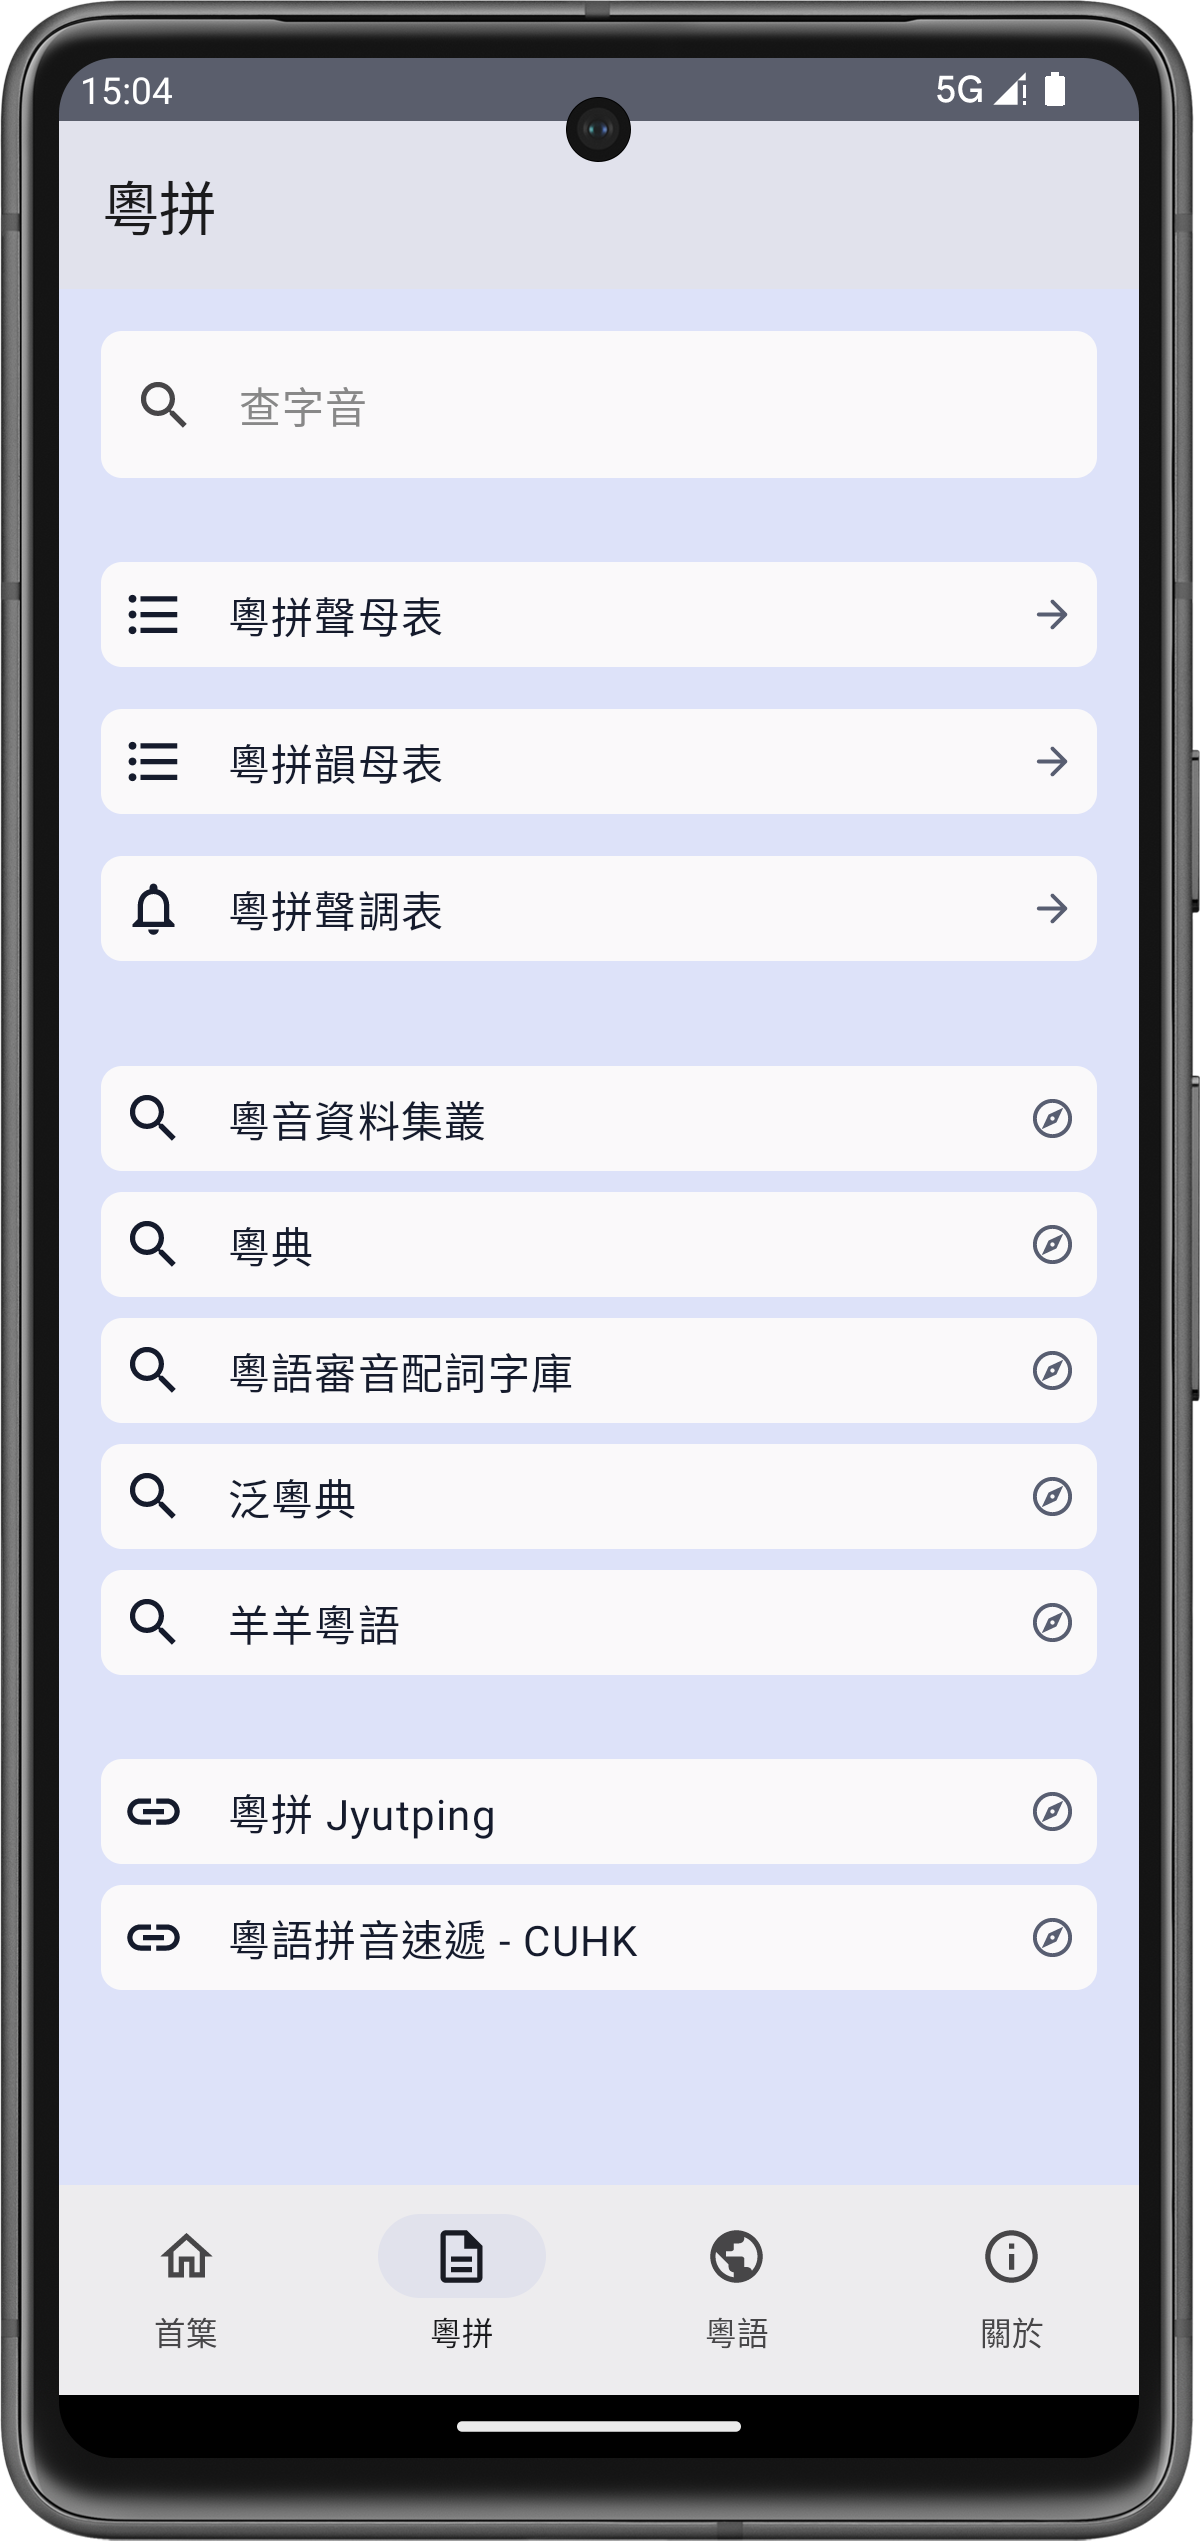 15:04
5G
粵拼
查字音
粵拼聲母表
粵拼韻母表
粵拼聲調表
粵音資料集叢
粵典
粵語審音配詞字庫
泛粵典
羊羊粵語
粵拼 Jyutping
粵語拼音速遞 - CUHK
首篥
粵拼
粵語
關於